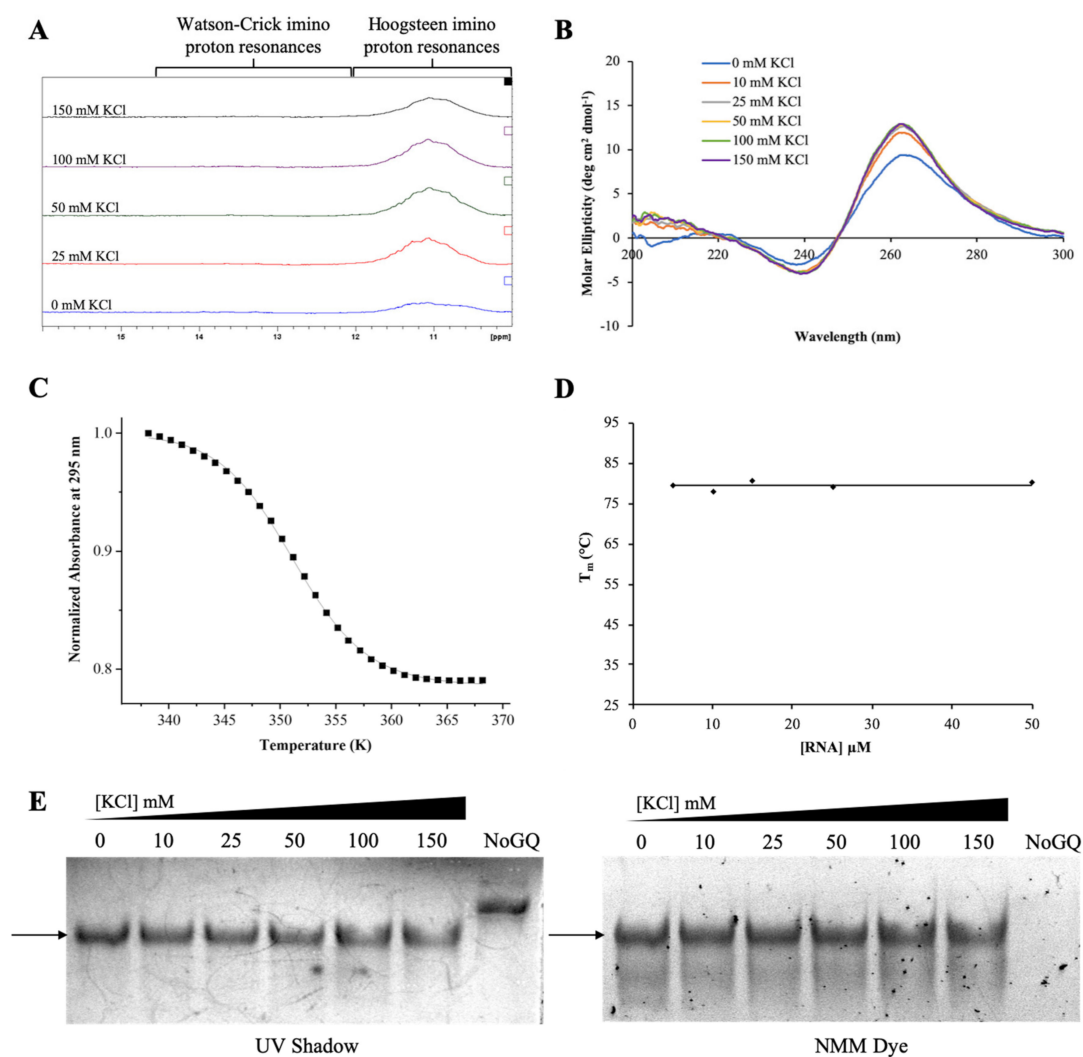 A
Watson-Crick imino
proton resonances
Hoogsteen imino
proton resonances
150 mM KCl
100 mM KCl
50 mM KCl
25 mM KCl
0 mM KCl
15
14
13
12
11
[ppm]
B
0 mM KCl
10 mM KCl
25 mM KCl
50 mM KCl
100 mM KCl
150 mM KCl
20
15
10
5
0
-5
-10
200
220
240
260
280
300
Molar Ellipticity (deg cm² dmol⁻¹)
Wavelength (nm)
C
1.0
0.9
0.8
340
345
350
355
360
365
370
Normalized Absorbance at 295 nm
Temperature (K)
D
95
85
75
65
55
45
35
25
0
10
20
30
40
50
Tm (°C)
[RNA] µM
E
[KCl] mM
0 10 25 50 100 150 NoGQ
UV Shadow
[KCl] mM
0 10 25 50 100 150 NoGQ
NMM Dye